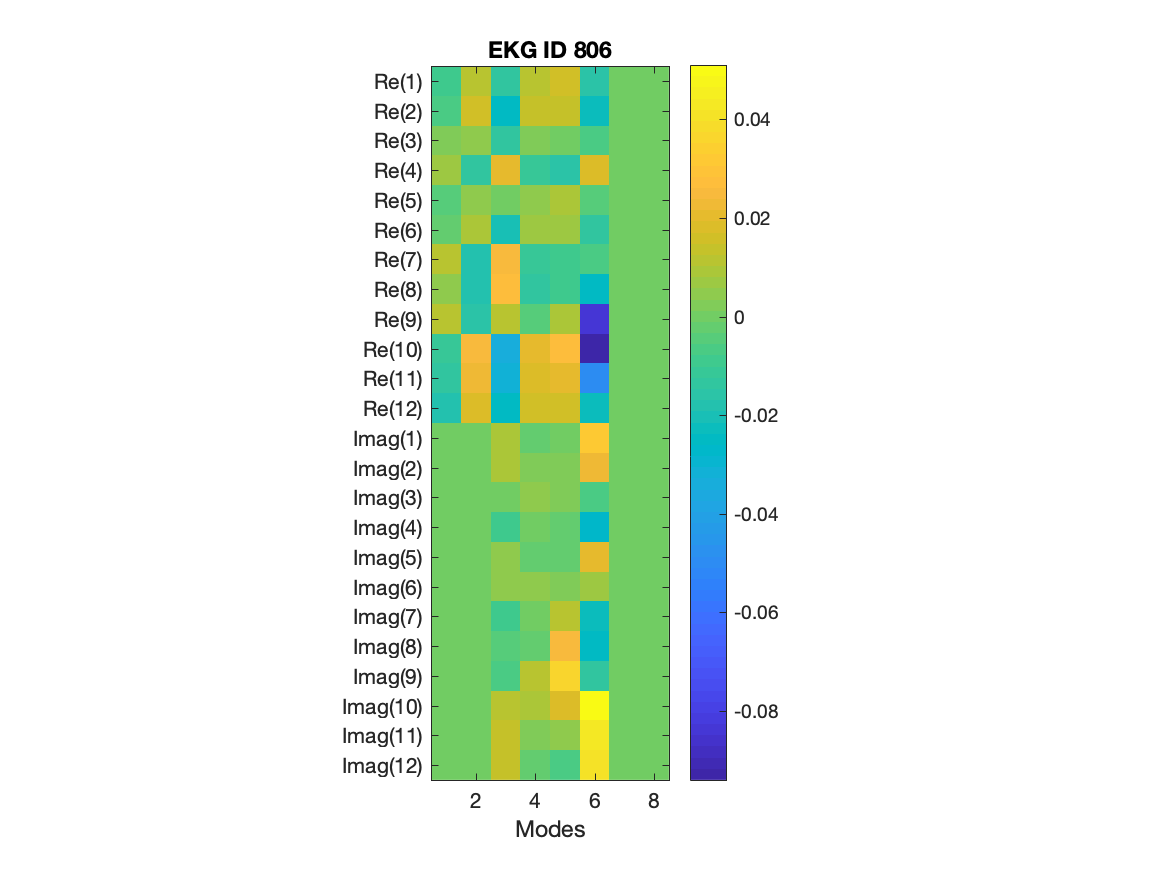 EKG ID 806
Re(1)
Re(2)
Re(3)
Re(4)
Re(5)
Re(6)
Re(7)
Re(8)
Re(9)
Re(10)
Re(11)
Re(12)
Imag(1)
Imag(2)
Imag(3)
Imag(4)
Imag(5)
Imag(6)
Imag(7)
Imag(8)
Imag(9)
Imag(10)
Imag(11)
Imag(12)
2 4 6 8
Modes
0.04
0.02
0
-0.02
-0.04
-0.06
-0.08